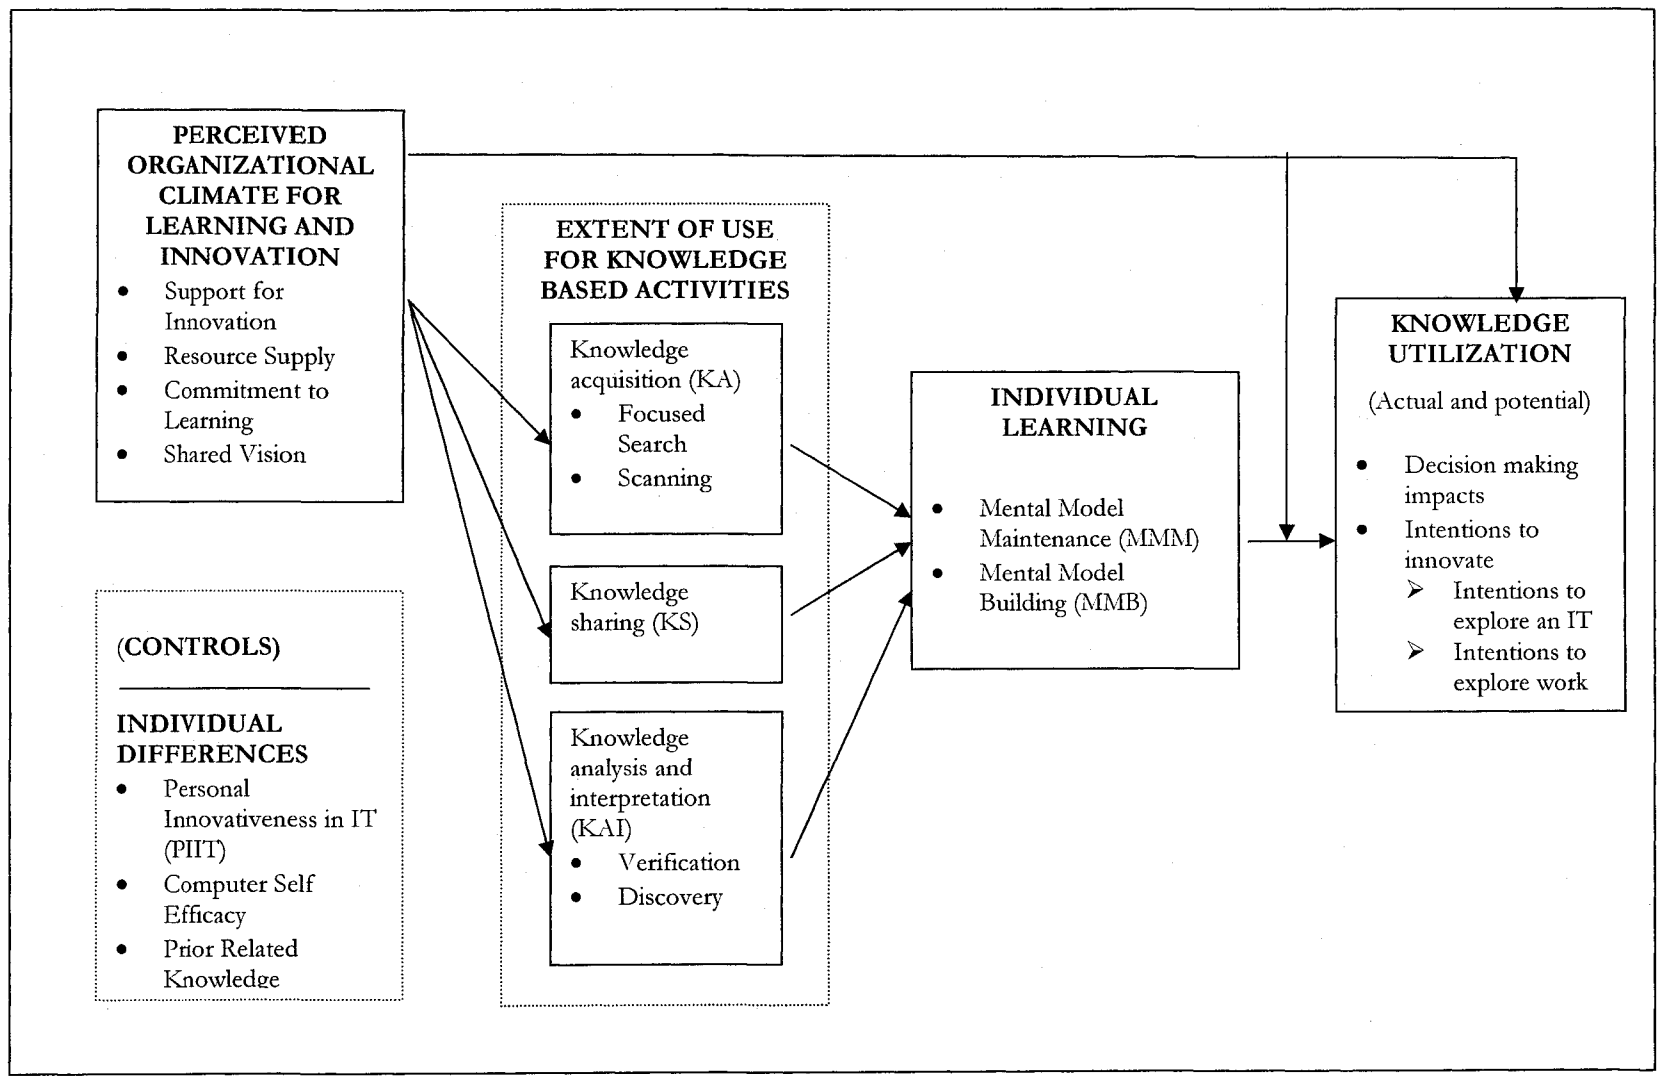 PERCEIVED
ORGANIZATIONAL
CLIMATE FOR
LEARNING AND
INNOVATION
• Support for
Innovation
• Resource Supply
• Commitment to
Learning
• Shared Vision
(CONTROLS)
INDIVIDUAL
DIFFERENCES
• Personal
Innovativeness in IT
(PIIT)
• Computer Self
Efficacy
• Prior Related
Knowledge
EXTENT OF USE
FOR KNOWLEDGE
BASED ACTIVITIES
Knowledge
acquisition (KA)
• Focused
Search
• Scanning
Knowledge
sharing (KS)
Knowledge
analysis and
interpretation
(KAI)
• Verification
• Discovery
INDIVIDUAL
LEARNING
• Mental Model
Maintenance (MMM)
• Mental Model
Building (MMB)
KNOWLEDGE
UTILIZATION
(Actual and potential)
• Decision making
impacts
• Intentions to
innovate
➢ Intentions to
explore an IT
➢ Intentions to
explore work